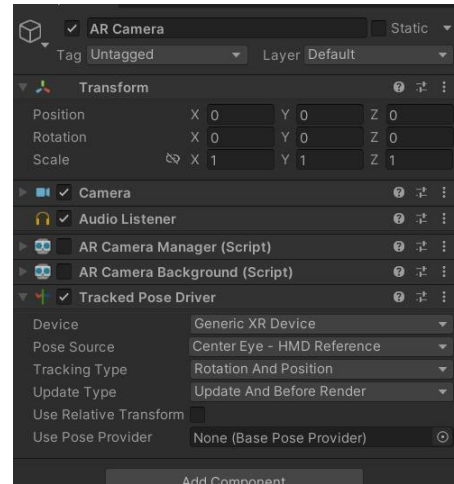 AR Camera Static
Tag Untagged Layer Default
Transform
Position X 0 Y 0 Z 0
Rotation X 0 Y 0 Z 0
Scale X 1 Y 1 Z 1
Camera
Audio Listener
AR Camera Manager (Script)
AR Camera Background (Script)
Tracked Pose Driver
Device Generic XR Device
Pose Source Center Eye - HMD Reference
Tracking Type Rotation And Position
Update Type Update And Before Render
Use Relative Transform
Use Pose Provider None (Base Pose Provider)
Add Component